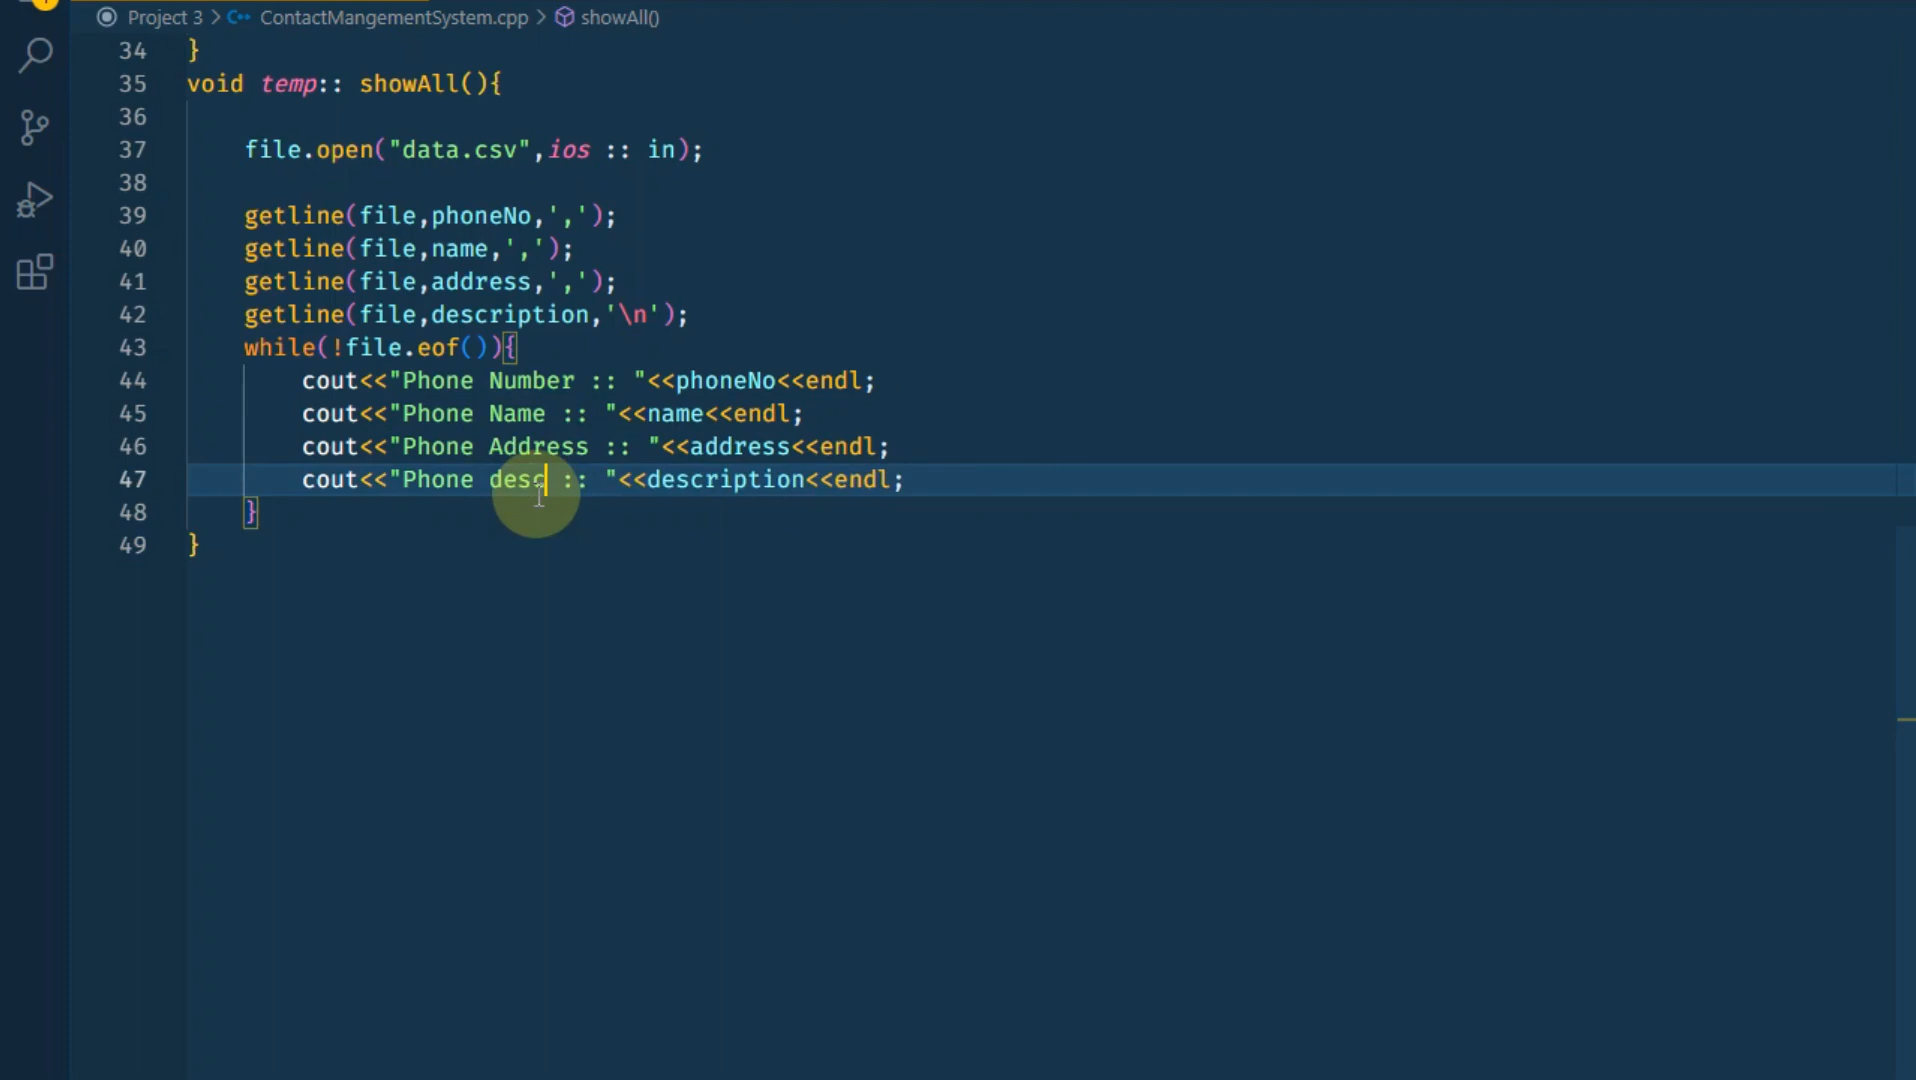 Project 3 > C++ ContactMangementSystem.cpp > showAll()
34 }
35 void temp:: showAll(){
36
37 file.open("data.csv",ios :: in);
38
39 getline(file,phoneNo,',');
40 getline(file,name,',');
41 getline(file,address,',');
42 getline(file,description,'\n');
43 while(!file.eof()){
44 cout<<"Phone Number :: "<<phoneNo<<endl;
45 cout<<"Phone Name :: "<<name<<endl;
46 cout<<"Phone Address :: "<<address<<endl;
47 cout<<"Phone desc :: "<<description<<endl;
48 }
49 }